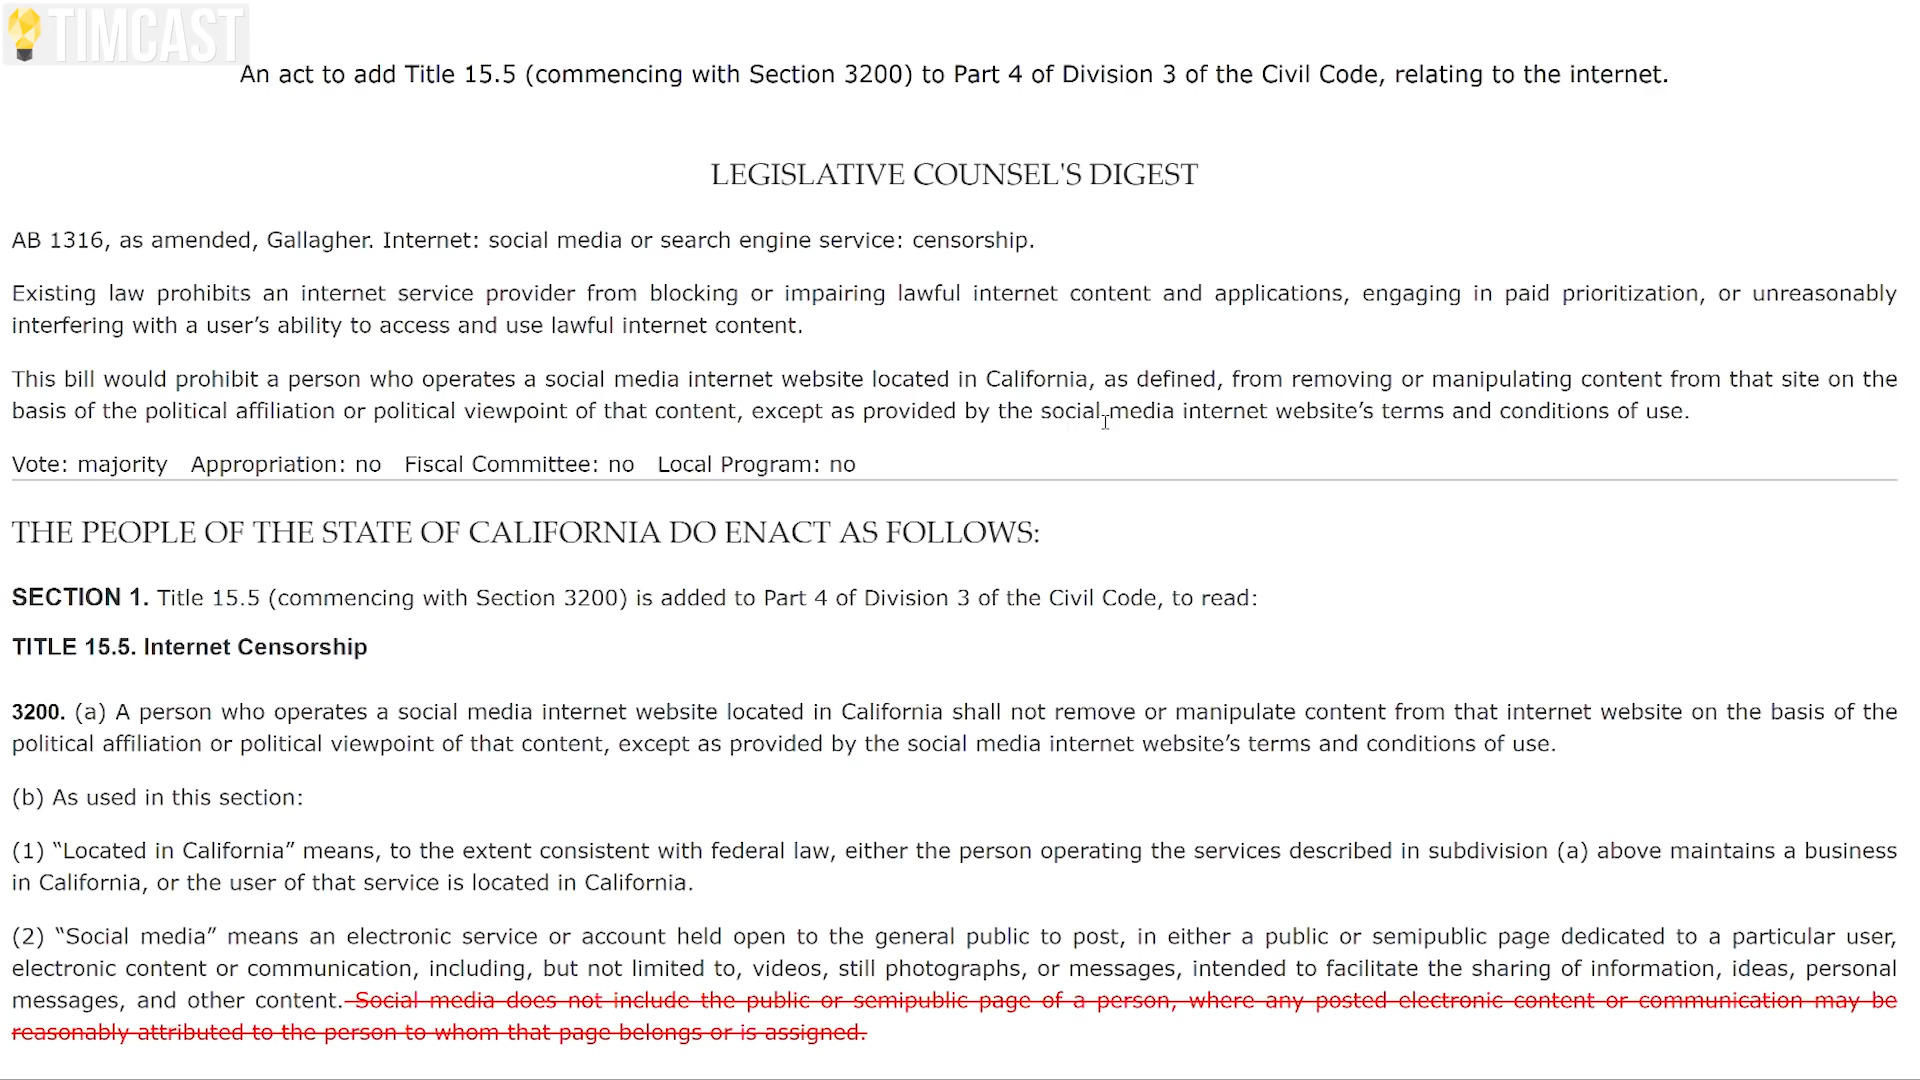 TIMCAST
An act to add Title 15.5 (commencing with Section 3200) to Part 4 of Division 3 of the Civil Code, relating to the internet.
LEGISLATIVE COUNSEL'S DIGEST
AB 1316, as amended, Gallagher. Internet: social media or search engine service: censorship.
Existing law prohibits an internet service provider from blocking or impairing lawful internet content and applications, engaging in paid prioritization, or unreasonably
interfering with a user’s ability to access and use lawful internet content.
This bill would prohibit a person who operates a social media internet website located in California, as defined, from removing or manipulating content from that site on the
basis of the political affiliation or political viewpoint of that content, except as provided by the social media internet website’s terms and conditions of use.
Vote: majority Appropriation: no Fiscal Committee: no Local Program: no
THE PEOPLE OF THE STATE OF CALIFORNIA DO ENACT AS FOLLOWS:
SECTION 1. Title 15.5 (commencing with Section 3200) is added to Part 4 of Division 3 of the Civil Code, to read:
TITLE 15.5. Internet Censorship
3200. (a) A person who operates a social media internet website located in California shall not remove or manipulate content from that internet website on the basis of the
political affiliation or political viewpoint of that content, except as provided by the social media internet website’s terms and conditions of use.
(b) As used in this section:
(1) “Located in California” means, to the extent consistent with federal law, either the person operating the services described in subdivision (a) above maintains a business
in California, or the user of that service is located in California.
(2) “Social media” means an electronic service or account held open to the general public to post, in either a public or semipublic page dedicated to a particular user,
electronic content or communication, including, but not limited to, videos, still photographs, or messages, intended to facilitate the sharing of information, ideas, personal
messages, and other content. Social media does not include the public or semipublic page of a person, where any posted electronic content or communication may be
reasonably attributed to the person to whom that page belongs or is assigned.